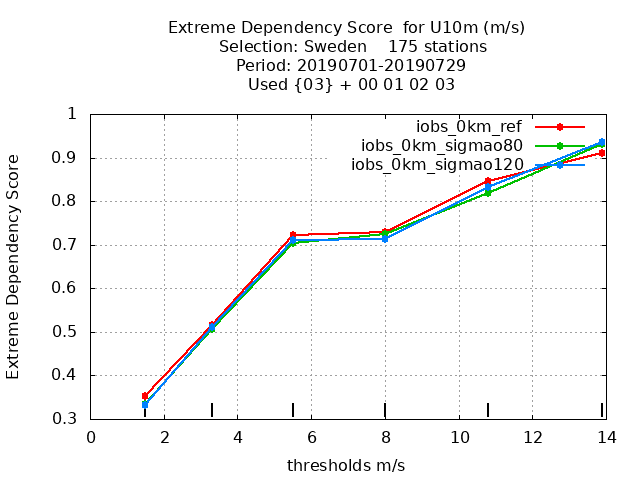 Extreme Dependency Score  for U10m (m/s)
Selection: Sweden    175 stations
Period: 20190701-20190729
Used {03} + 00 01 02 03
iobs_0km_ref
iobs_0km_sigmao80
iobs_0km_sigmao120
Extreme Dependency Score
1
0.9
0.8
0.7
0.6
0.5
0.4
0.3
0 2 4 6 8 10 12 14
thresholds m/s